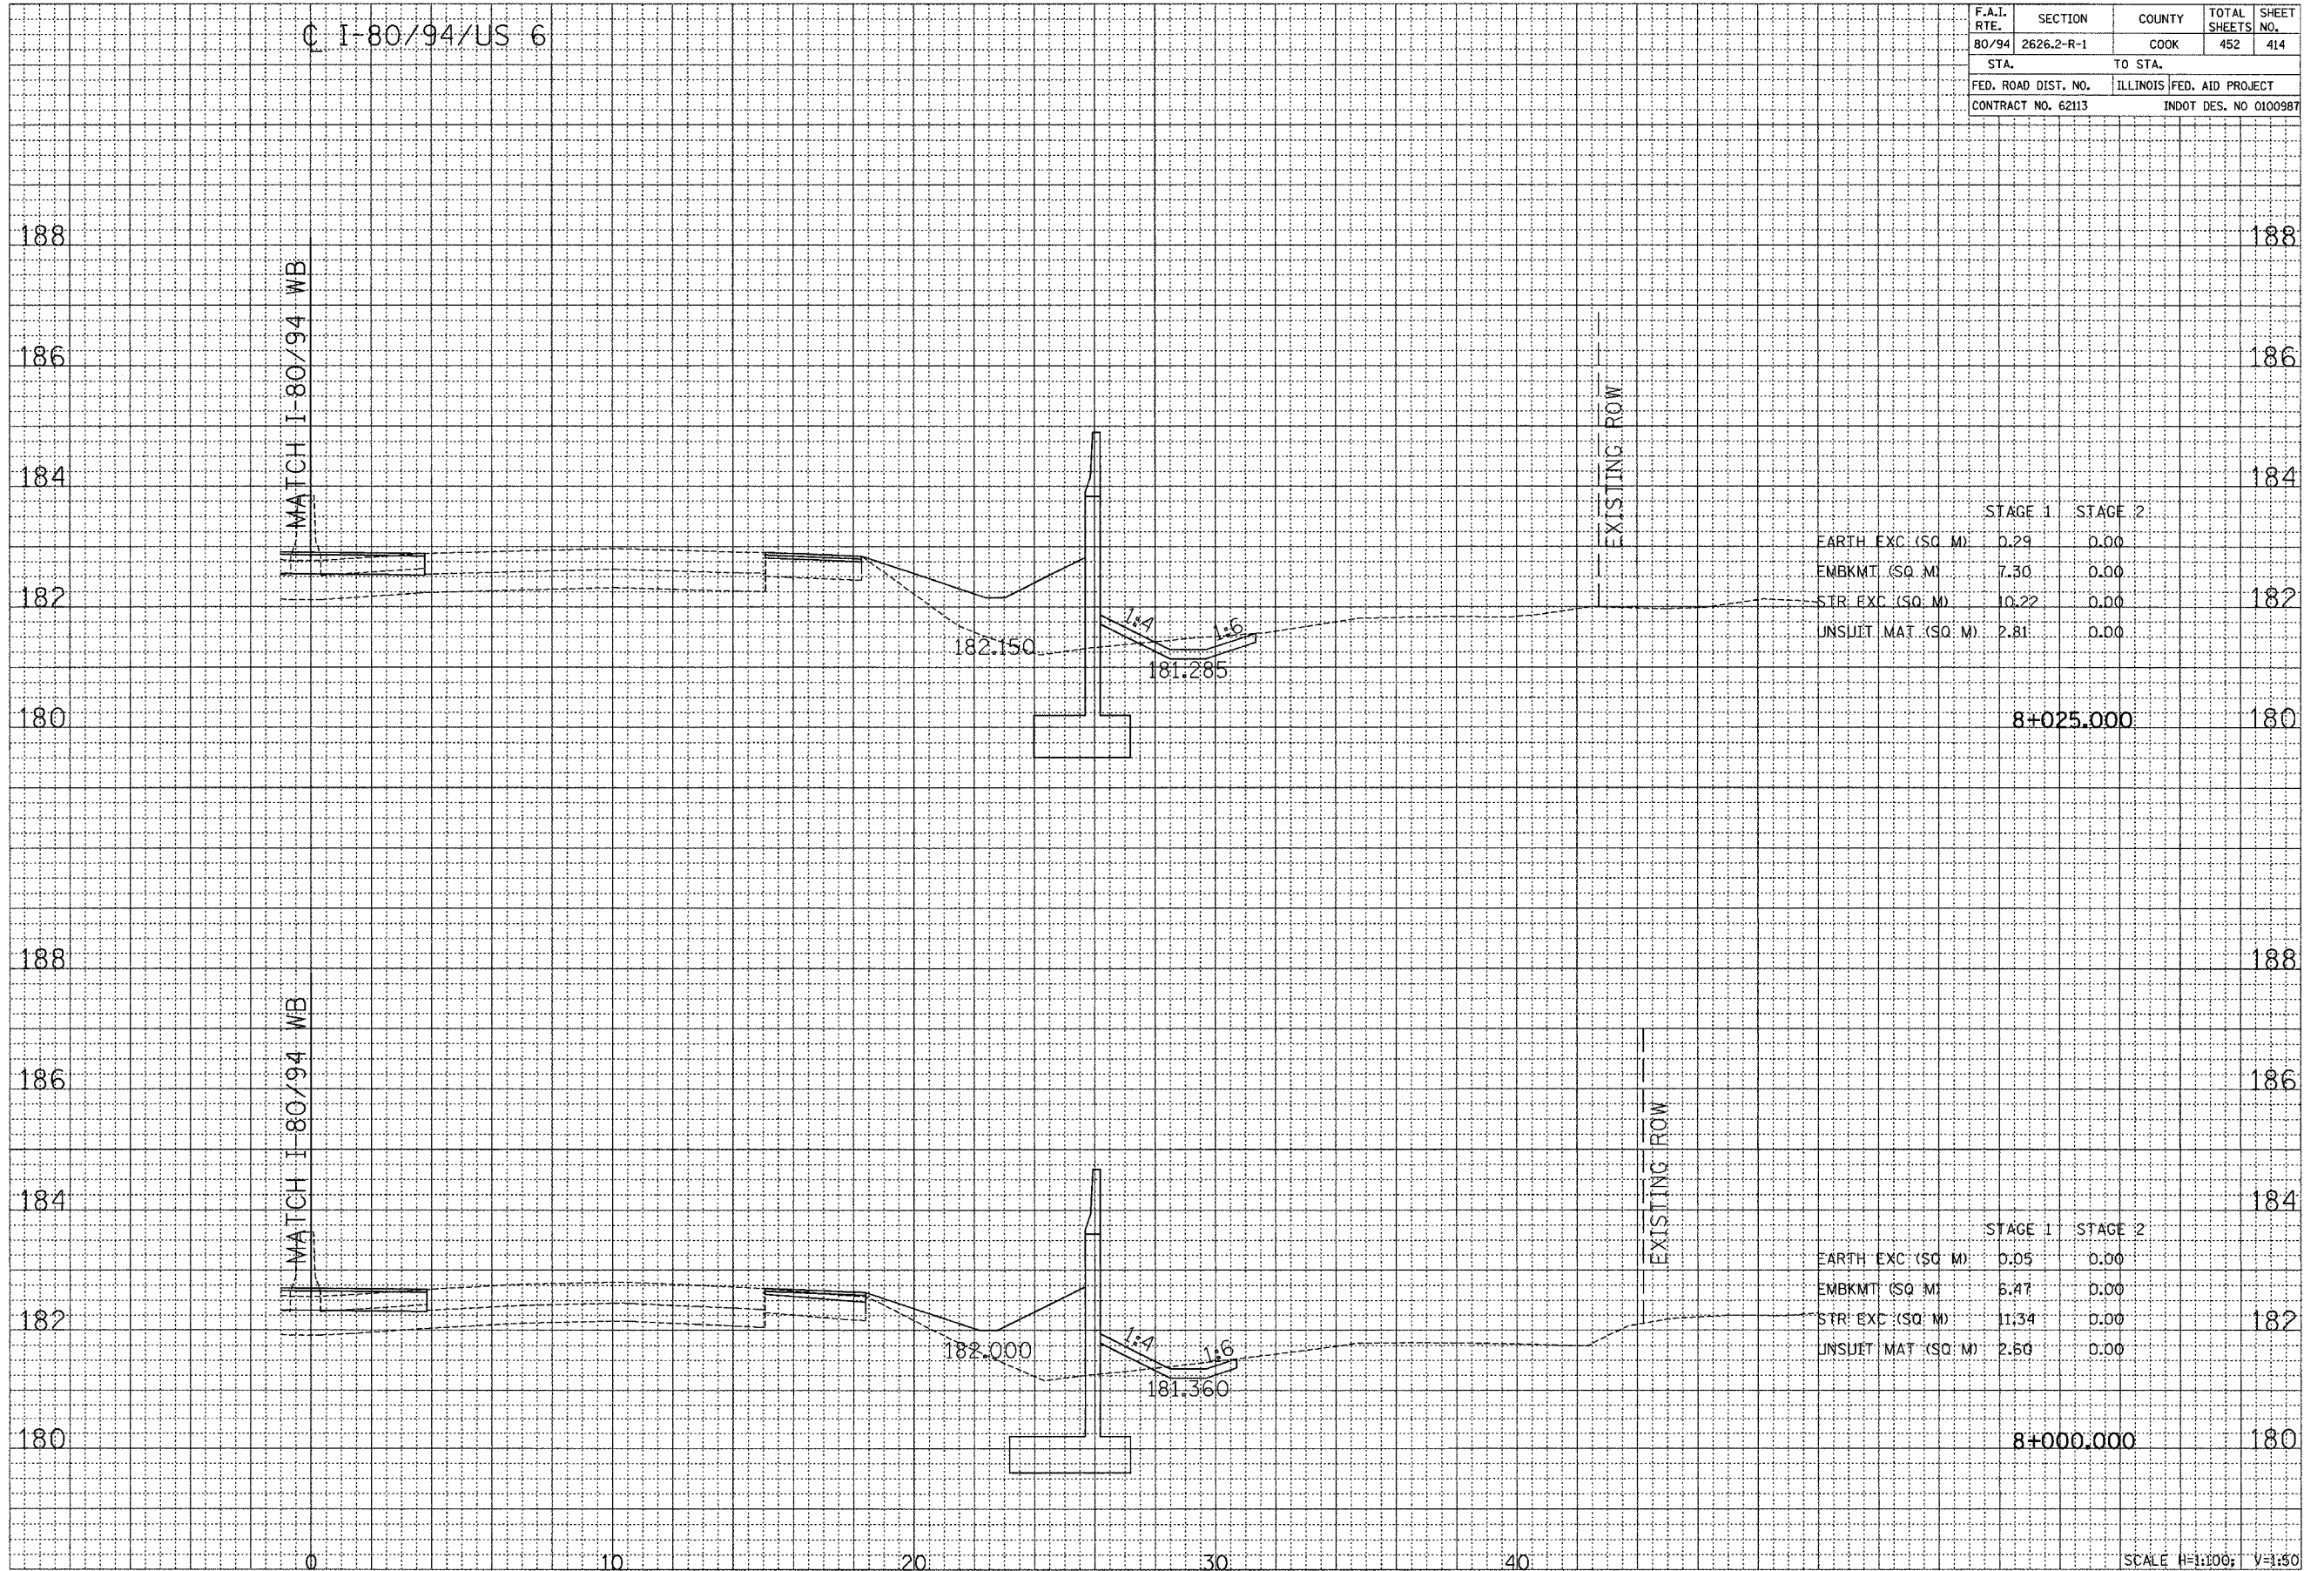 ℄ I-80/94/US 6
F.A.I. RTE. SECTION COUNTY TOTAL SHEETS SHEET NO.
80/94 2626.2-R-1 COOK 452 414
STA. TO STA.
FED. ROAD DIST. NO. ILLINOIS FED. AID PROJECT
CONTRACT NO. 62113 INDOT DES. NO 0100987
188 188
MATCH I-80/94 WB
186 186
EXISTING ROW
184 184
STAGE 1 STAGE 2
EARTH EXC (SQ M) 0.29 0.00
EMBKMT (SQ M) 7.30 0.00
182 182
STR EXC (SQ M) 10.22 0.00
1:4 1:6
UNSUIT MAT (SQ M) 2.81 0.00
182.150
181.285
180 8+025.000 180
188 188
MATCH I-80/94 WB
186 186
EXISTING ROW
184 184
STAGE 1 STAGE 2
EARTH EXC (SQ M) 0.05 0.00
EMBKMT (SQ M) 6.47 0.00
182 182
STR EXC (SQ M) 11.34 0.00
1:4 1:6
UNSUIT MAT (SQ M) 2.60 0.00
182.000
181.360
180 8+000.000 180
0 10 20 30 40
SCALE H=1:100; V=1:50